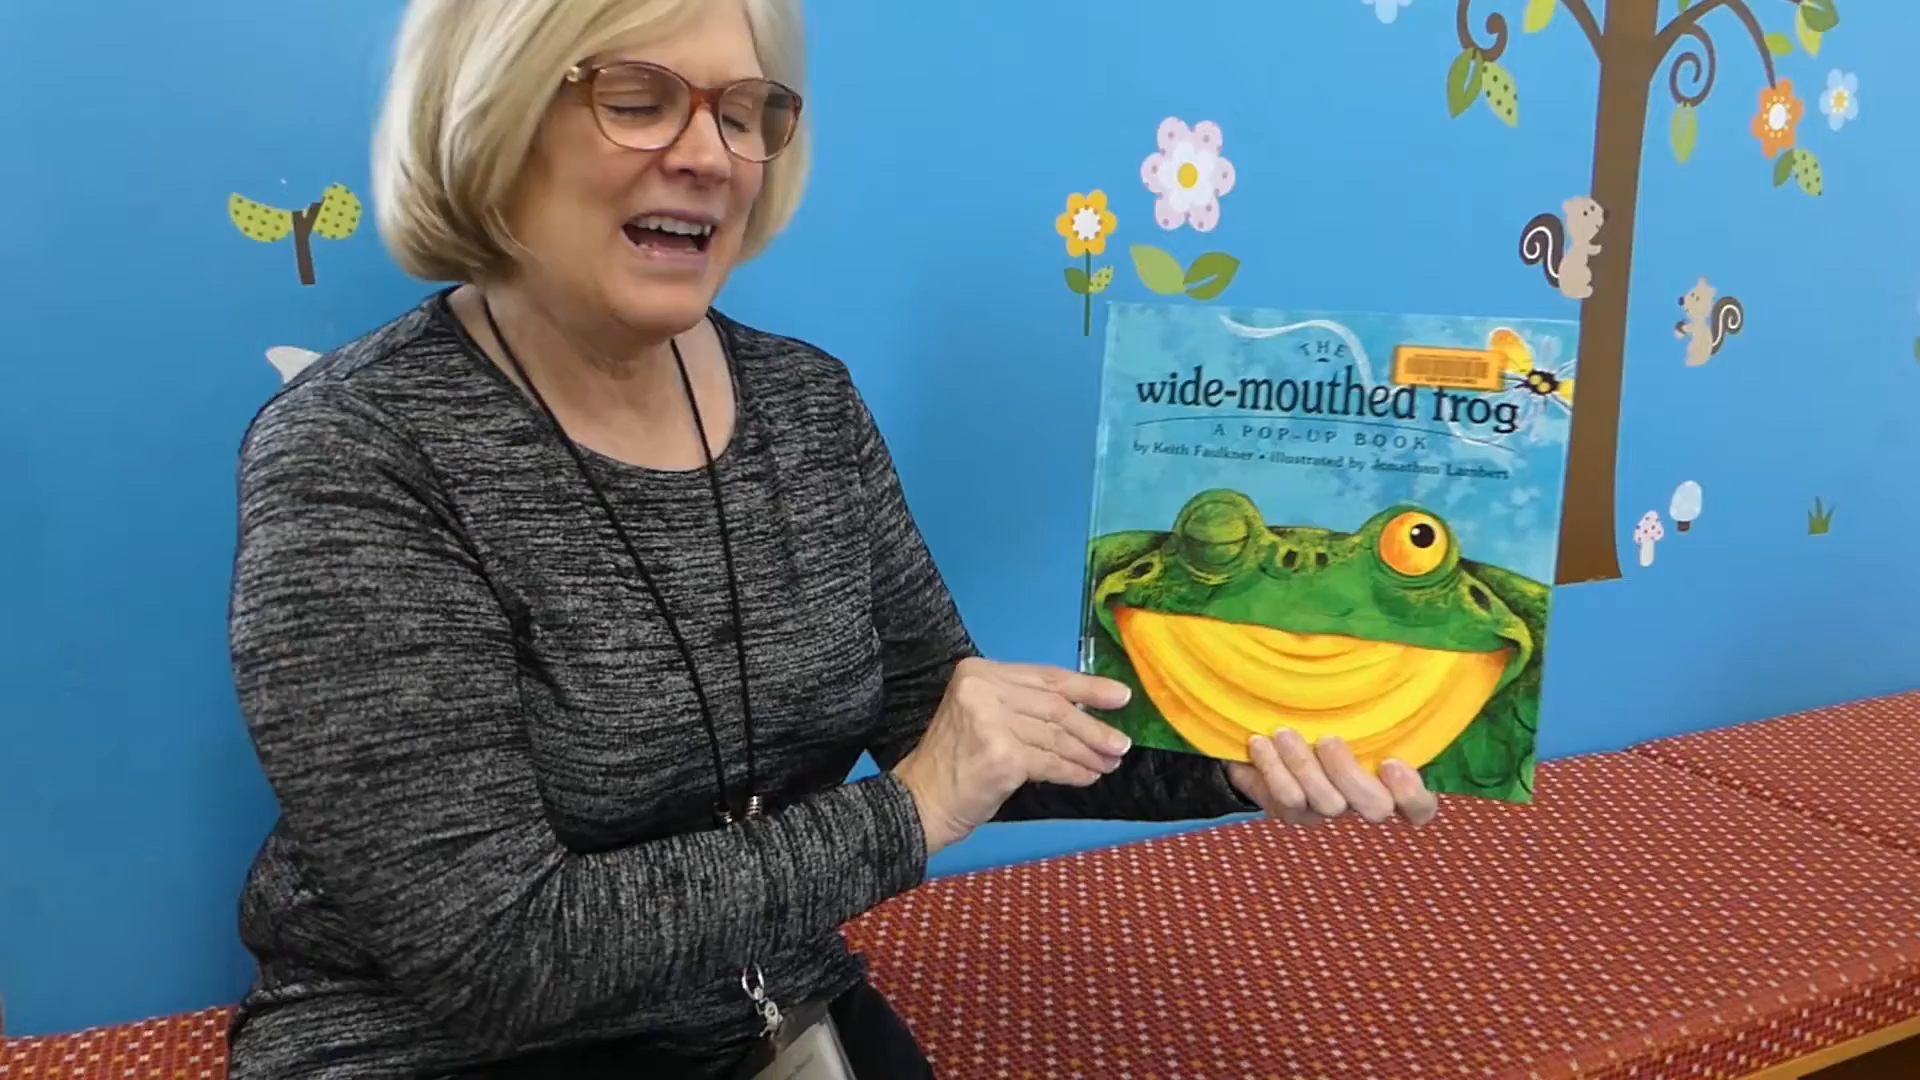 THE
wide-mouthed frog
A POP-UP BOOK
by Keith Faulkner • illustrated by Jonathan Lambert